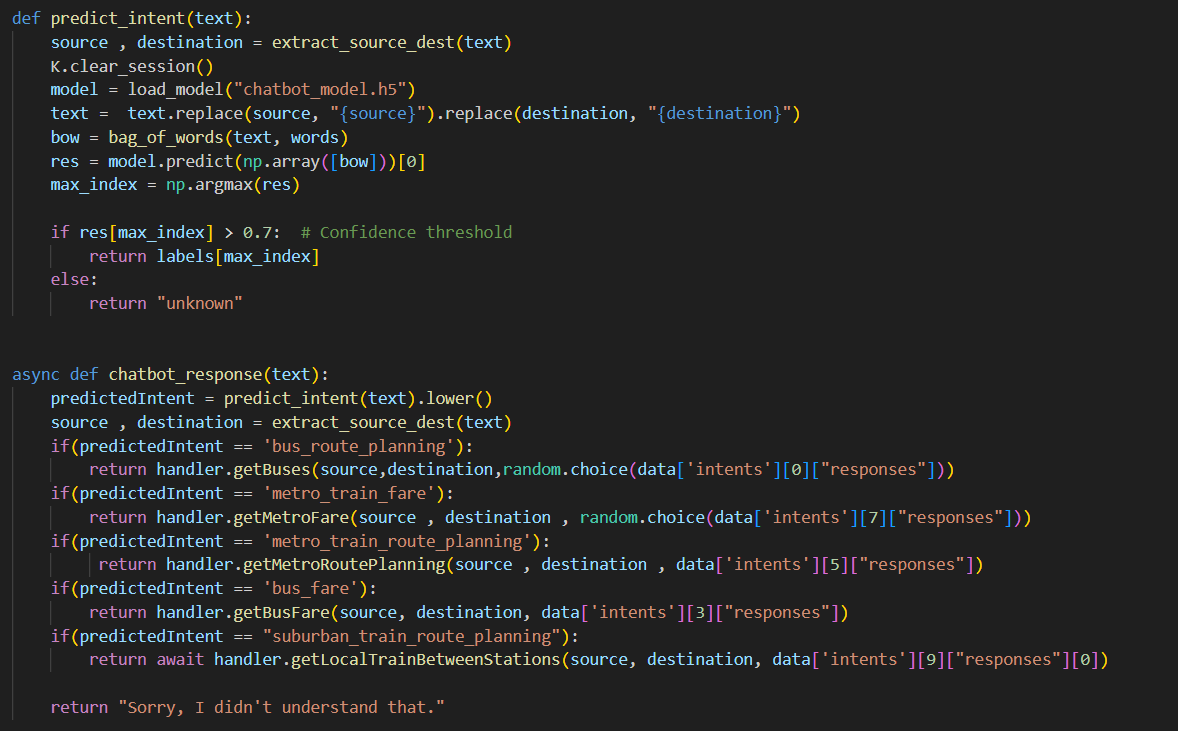 def predict_intent(text):
    source , destination = extract_source_dest(text)
    K.clear_session()
    model = load_model("chatbot_model.h5")
    text =  text.replace(source, "{source}").replace(destination, "{destination}")
    bow = bag_of_words(text, words)
    res = model.predict(np.array([bow]))[0]
    max_index = np.argmax(res)

    if res[max_index] > 0.7:  # Confidence threshold
        return labels[max_index]
    else:
        return "unknown"


async def chatbot_response(text):
    predictedIntent = predict_intent(text).lower()
    source , destination = extract_source_dest(text)
    if(predictedIntent == 'bus_route_planning'):
        return handler.getBuses(source,destination,random.choice(data['intents'][0]["responses"]))
    if(predictedIntent == 'metro_train_fare'):
        return handler.getMetroFare(source , destination , random.choice(data['intents'][7]["responses"]))
    if(predictedIntent == 'metro_train_route_planning'):
         return handler.getMetroRoutePlanning(source , destination , data['intents'][5]["responses"])
    if(predictedIntent == 'bus_fare'):
        return handler.getBusFare(source, destination, data['intents'][3]["responses"])
    if(predictedIntent == "suburban_train_route_planning"):
        return await handler.getLocalTrainBetweenStations(source, destination, data['intents'][9]["responses"][0])

    return "Sorry, I didn't understand that."